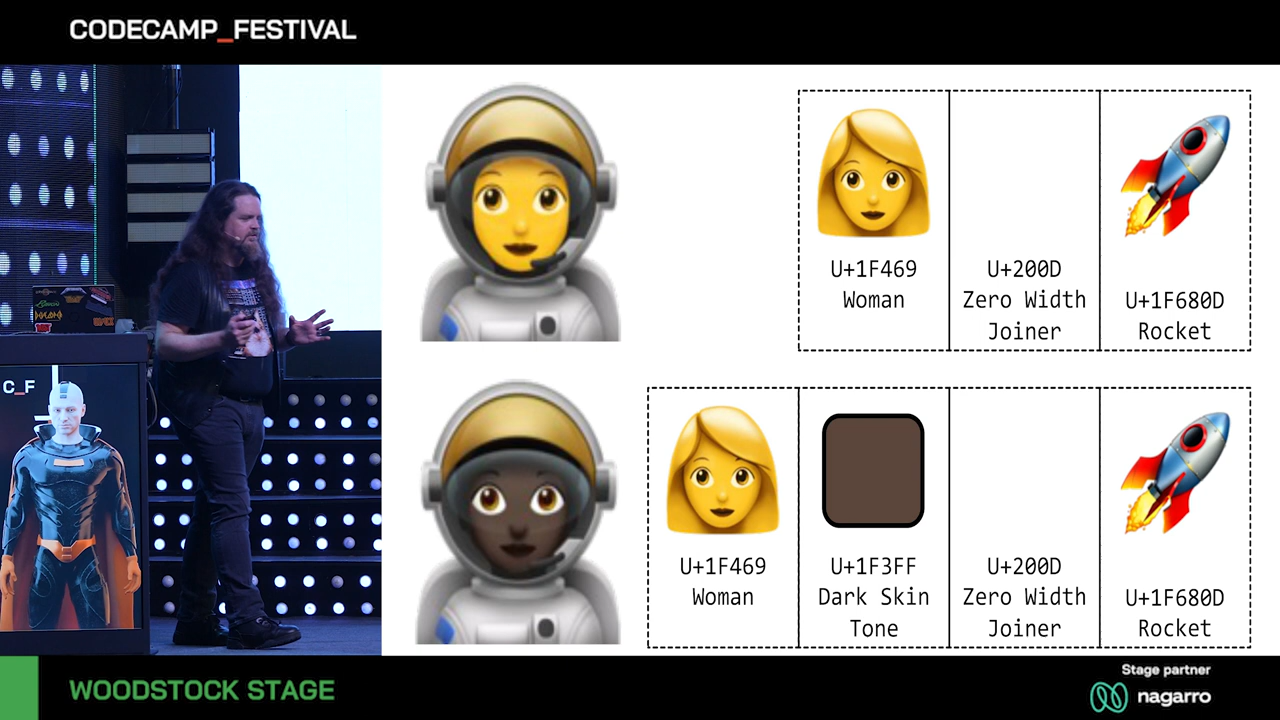 CODECAMP_FESTIVAL
C_F
U+1F469
Woman
U+200D
Zero Width
Joiner
U+1F680D
Rocket
U+1F469
Woman
U+1F3FF
Dark Skin
Tone
U+200D
Zero Width
Joiner
U+1F680D
Rocket
WOODSTOCK STAGE
Stage partner
nagarro